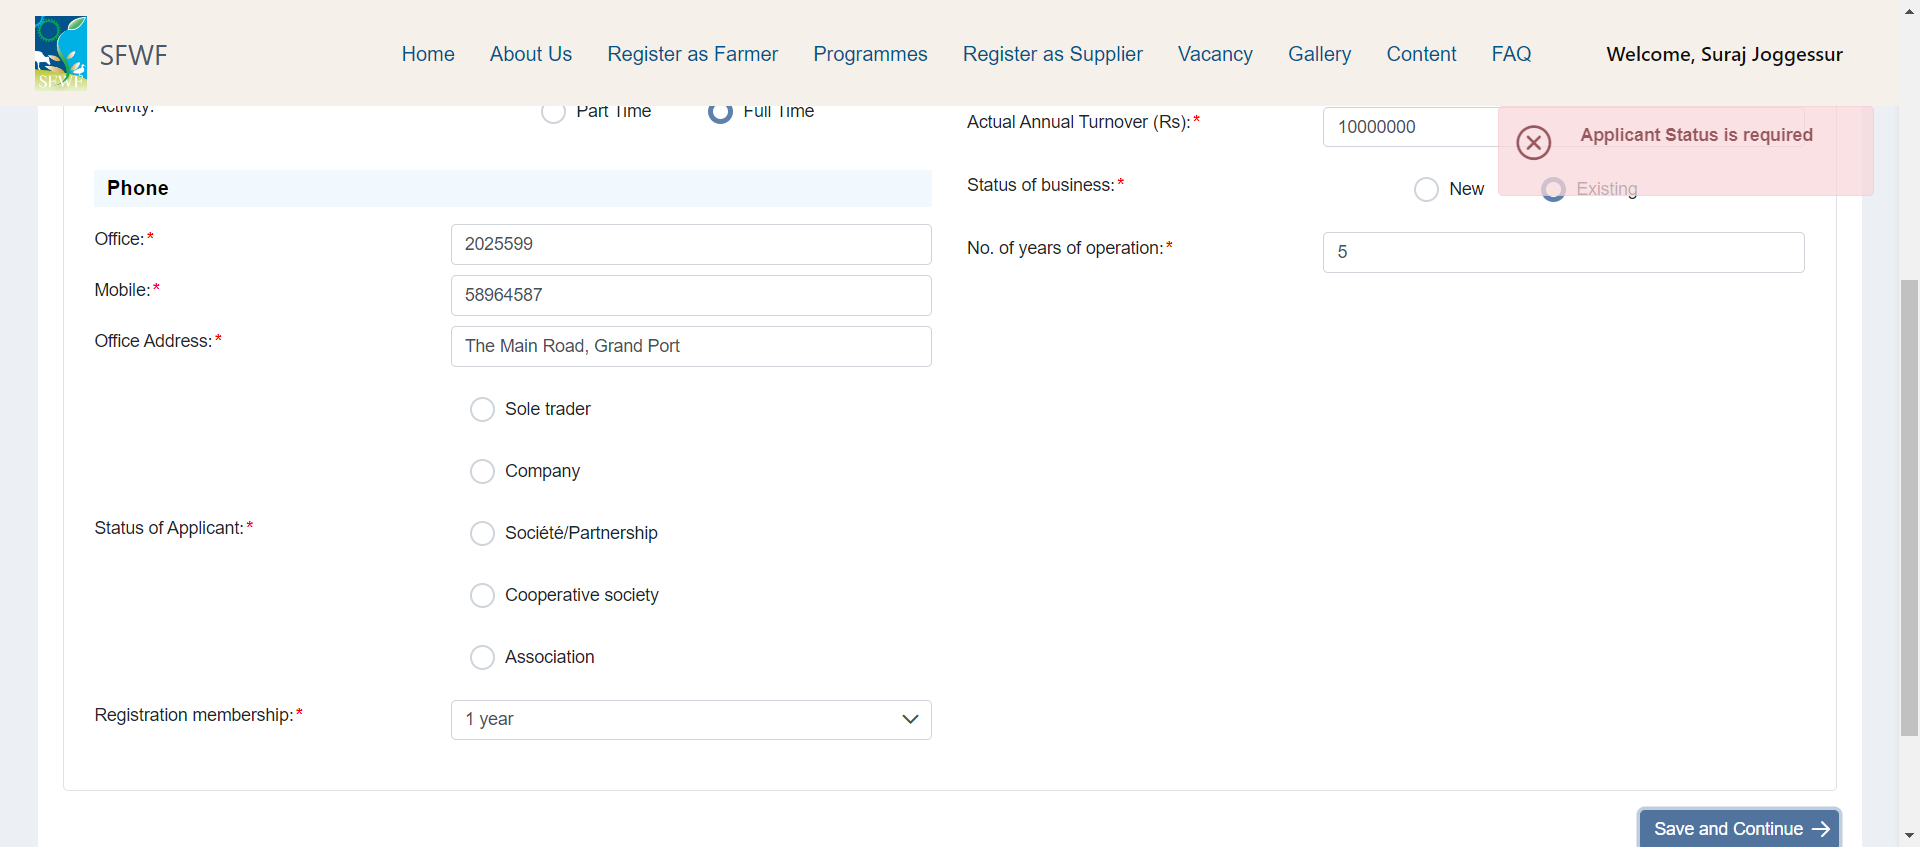 SFWF
SFWF
Home About Us Register as Farmer Programmes Register as Supplier Vacancy Gallery Content FAQ Welcome, Suraj Joggessur
Activity: Part Time Full Time
Actual Annual Turnover (Rs):* 10000000
Applicant Status is required
Phone
Status of business:* New Existing
Office:* 2025599
No. of years of operation:* 5
Mobile:* 58964587
Office Address:* The Main Road, Grand Port
Sole trader
Company
Status of Applicant:* Société/Partnership
Cooperative society
Association
Registration membership:* 1 year
Save and Continue